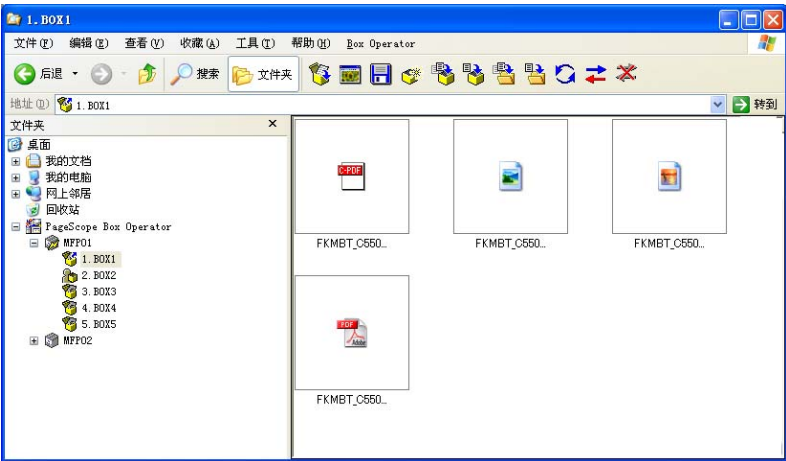 1. BOX1
文件(F) 编辑(E) 查看(V) 收藏(A) 工具(T) 帮助(H) Box Operator
后退 搜索 文件夹
地址(D) 1. BOX1 转到
文件夹 ×
桌面
我的文档
我的电脑
网上邻居
回收站
PageScope Box Operator
MFP01
1. BOX1
2. BOX2
3. BOX3
4. BOX4
5. BOX5
MFP02
C-PDF
FKMBT_C550... FKMBT_C550... FKMBT_C550...
PDF
Adobe
FKMBT_C550...